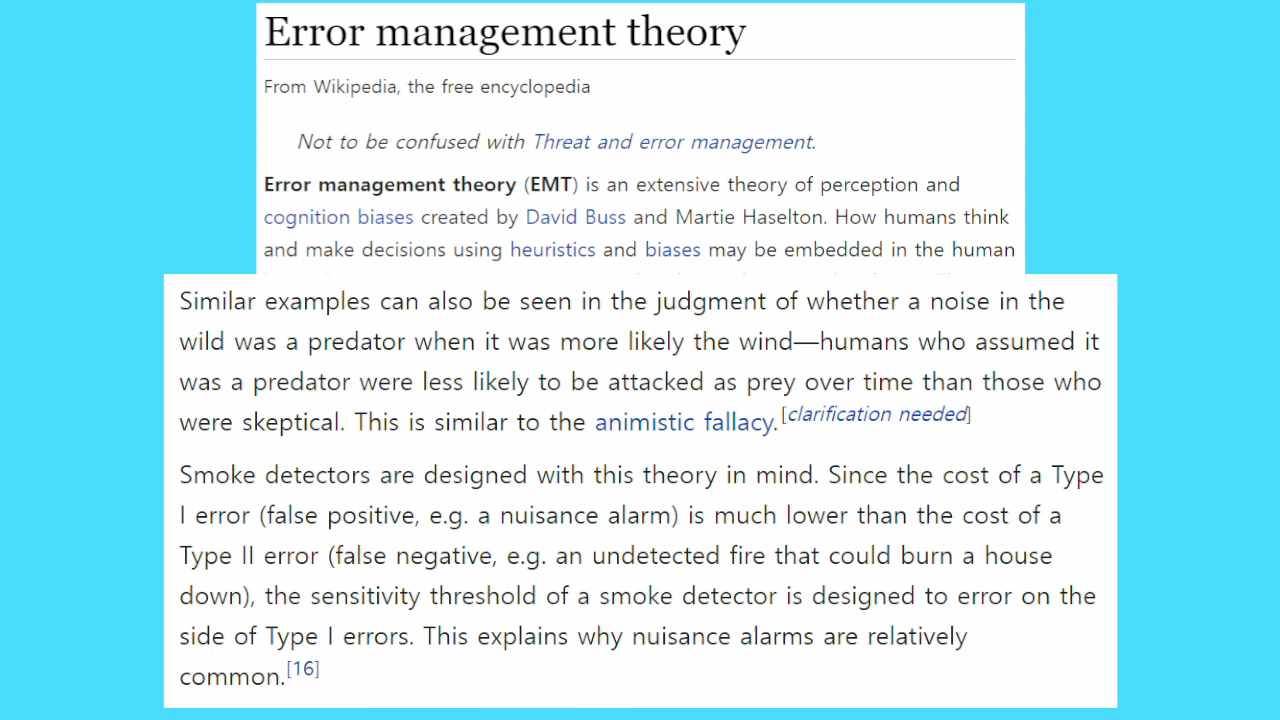 Error management theory
From Wikipedia, the free encyclopedia
Not to be confused with Threat and error management.
Error management theory (EMT) is an extensive theory of perception and
cognition biases created by David Buss and Martie Haselton. How humans think
and make decisions using heuristics and biases may be embedded in the human
Similar examples can also be seen in the judgment of whether a noise in the
wild was a predator when it was more likely the wind—humans who assumed it
was a predator were less likely to be attacked as prey over time than those who
were skeptical. This is similar to the animistic fallacy.[clarification needed]
Smoke detectors are designed with this theory in mind. Since the cost of a Type
I error (false positive, e.g. a nuisance alarm) is much lower than the cost of a
Type II error (false negative, e.g. an undetected fire that could burn a house
down), the sensitivity threshold of a smoke detector is designed to error on the
side of Type I errors. This explains why nuisance alarms are relatively
common.[16]